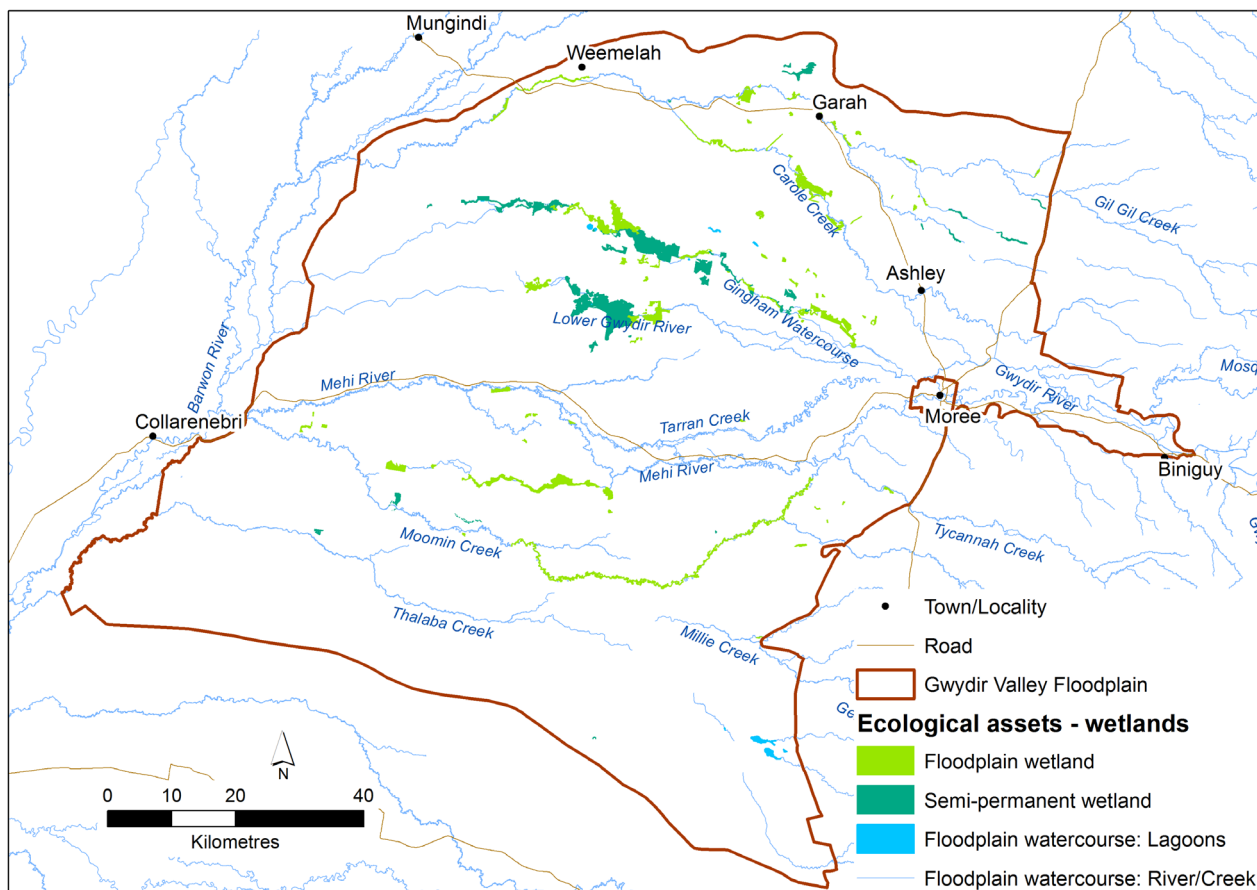 Mungindi
Weemelah
Garah
Carole Creek
Gil Gil Creek
Ashley
Gingham Watercourse
Lower Gwydir River
Barwon River
Mehi River
Gwydir River
Mosq
Collarenebri
Tarran Creek
Moree
Mehi River
Biniguy
Moomin Creek
Tycannah Creek
Thalaba Creek
Millie Creek
Ge
N
0 10 20 40
Kilometres
Town/Locality
Road
Gwydir Valley Floodplain
Ecological assets - wetlands
Floodplain wetland
Semi-permanent wetland
Floodplain watercourse: Lagoons
Floodplain watercourse: River/Creek